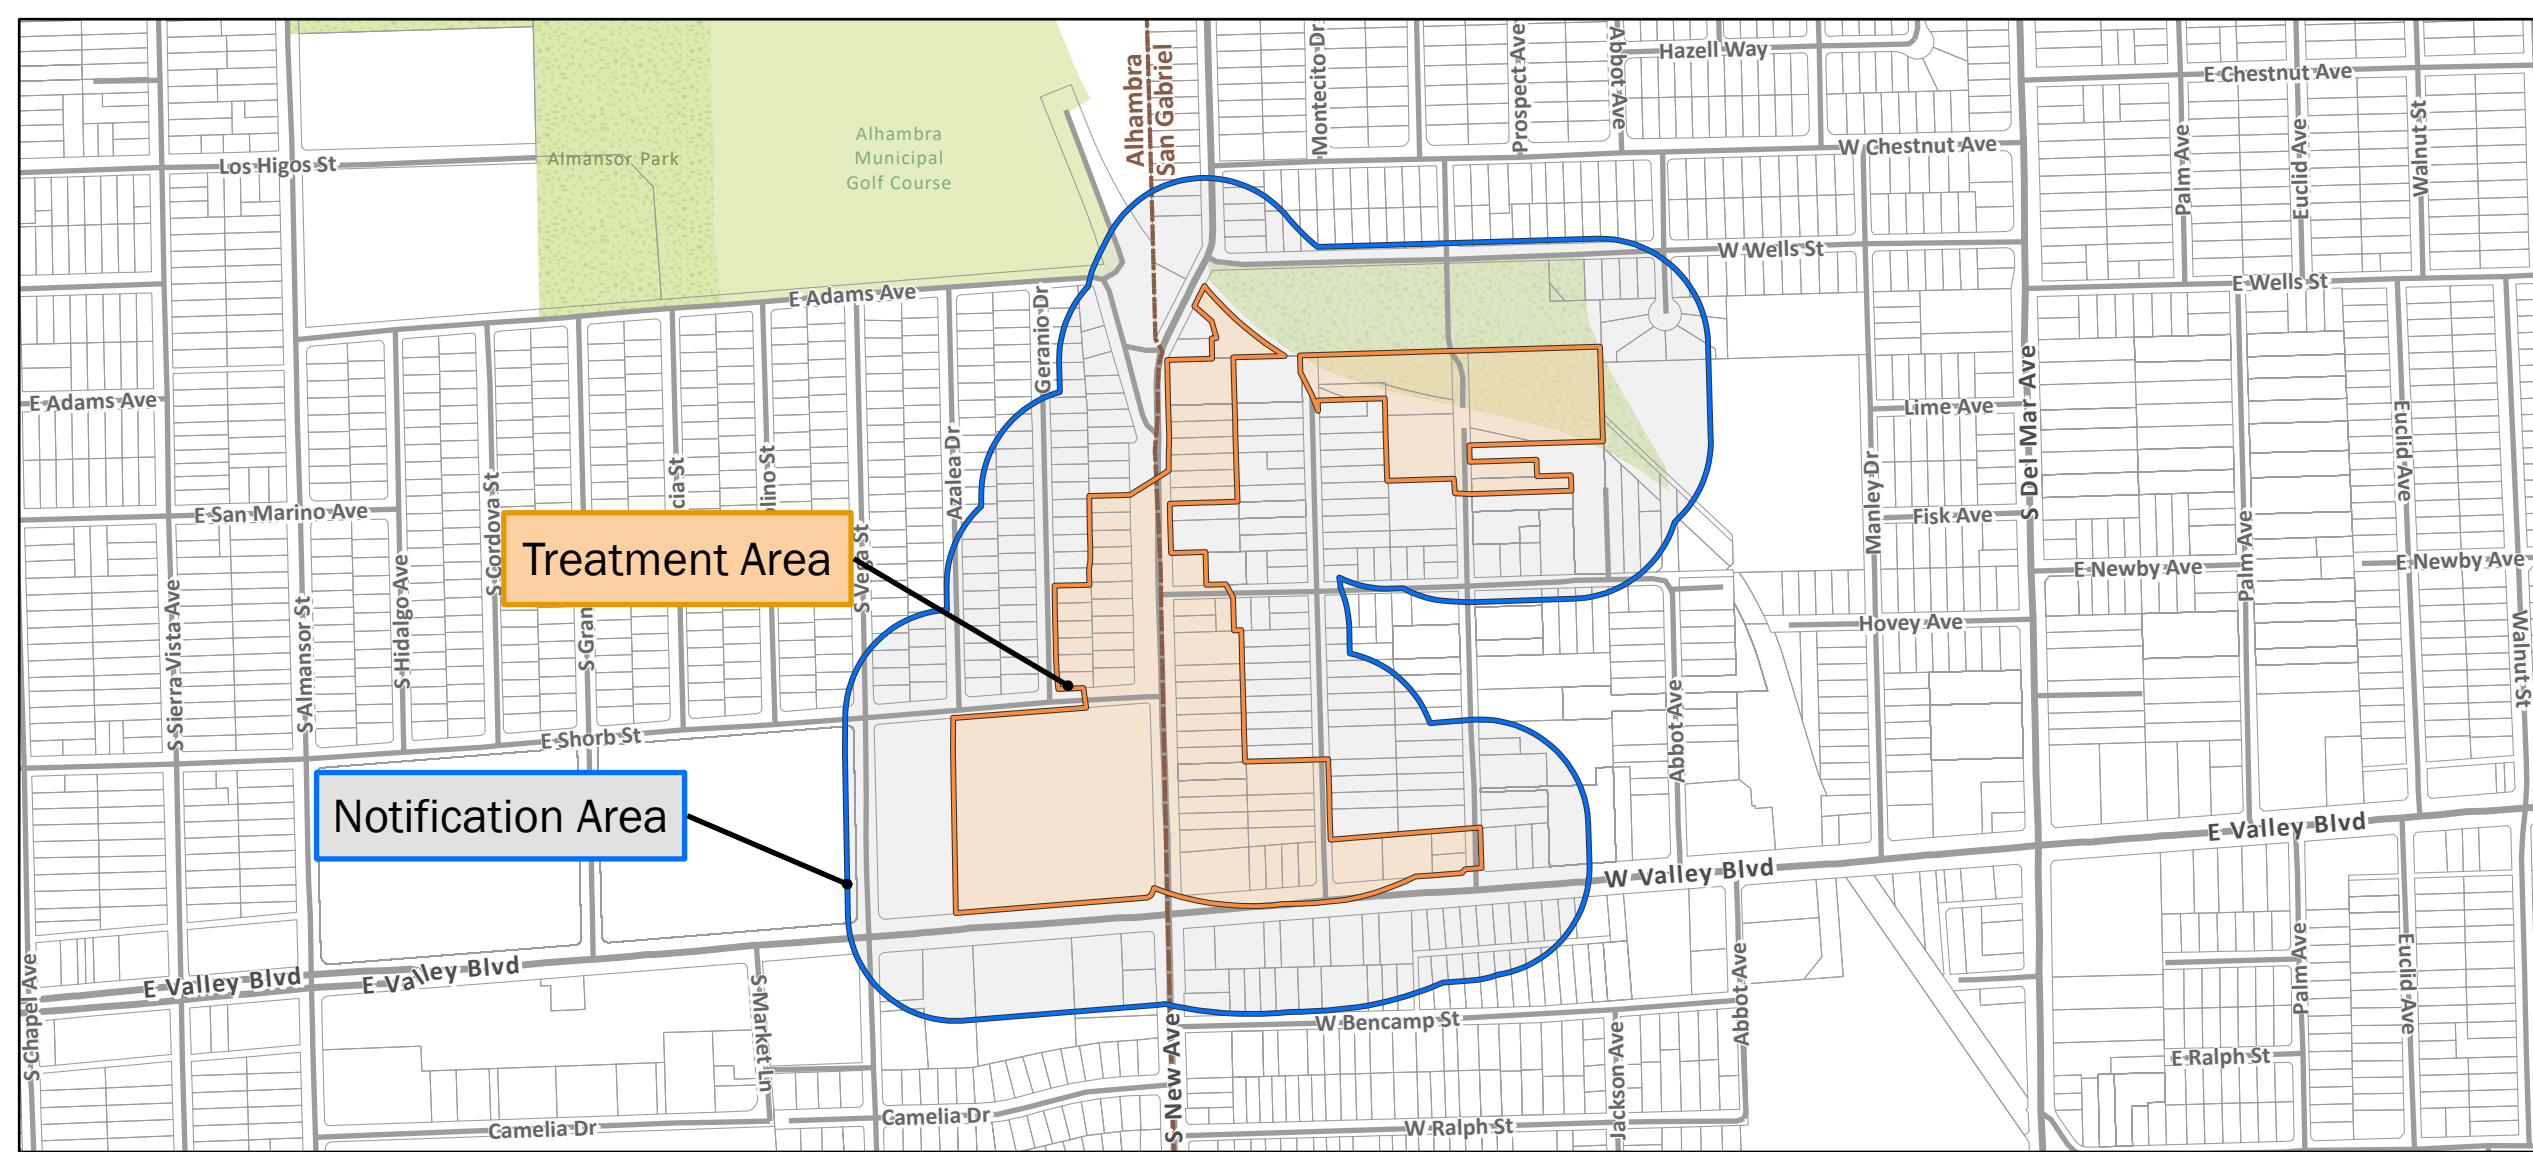 Hazell Way
E Chestnut Ave
Montecito Dr
Prospect Ave
Abbot Ave
Alhambra
San Gabriel
Walnut St
Palm Ave
Euclid Ave
Alhambra
Municipal
Golf Course
Almansor Park
Los Higos St
W Chestnut Ave
W Wells St
E Wells St
E Adams Ave
Geranio Dr
E Adams Ave
S Del Mar Ave
Lime Ave
Euclid Ave
Azalea Dr
Manley Dr
cia St
lino St
S Cordova St
E San Marino Ave
Fisk Ave
Treatment Area
S Vega St
Palm Ave
E Newby Ave
E Newby Ave
S Hidalgo Ave
S Almansor St
S Sierra Vista Ave
S Gran
Hovey Ave
Walnut St
Abbot Ave
E Shorb St
Notification Area
E Valley Blvd
W Valley Blvd
E Valley Blvd
E Valley Blvd
S Chapel Ave
S Market Ln
Abbot Ave
Palm Ave
Euclid Ave
W Bencamp St
S New Ave
Jackson Ave
E Ralph St
Camelia Dr
Camelia Dr
W Ralph St